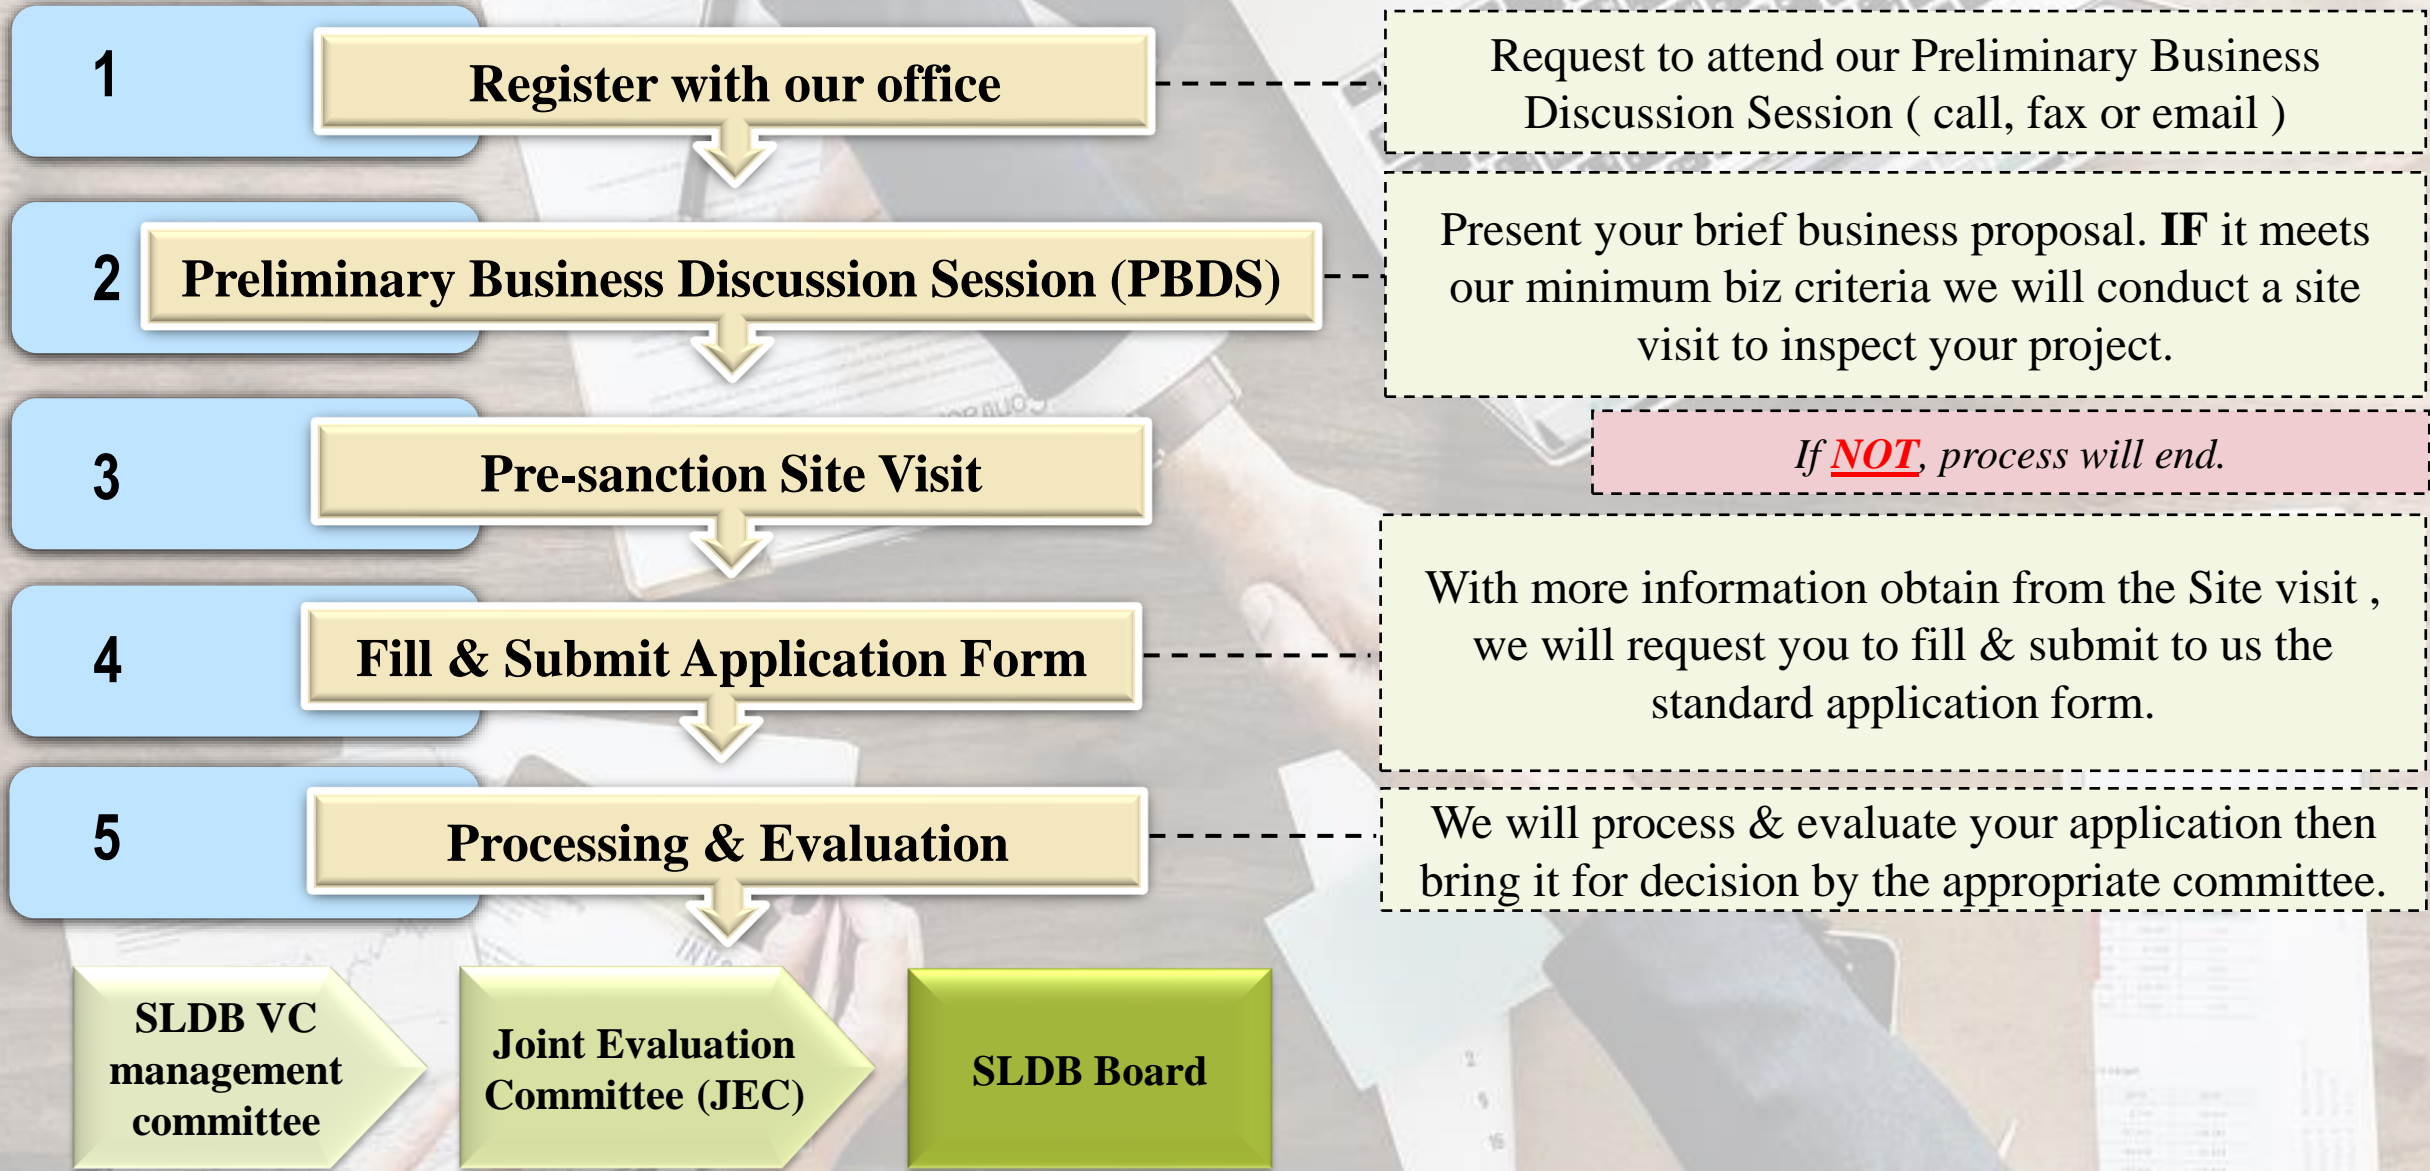 1
Register with our office
Request to attend our Preliminary Business
Discussion Session ( call, fax or email )
2
Preliminary Business Discussion Session (PBDS)
Present your brief business proposal. IF it meets
our minimum biz criteria we will conduct a site
visit to inspect your project.
If NOT, process will end.
3
Pre-sanction Site Visit
4
Fill & Submit Application Form
With more information obtain from the Site visit ,
we will request you to fill & submit to us the
standard application form.
5
Processing & Evaluation
We will process & evaluate your application then
bring it for decision by the appropriate committee.
SLDB VC
management
committee
Joint Evaluation
Committee (JEC)
SLDB Board